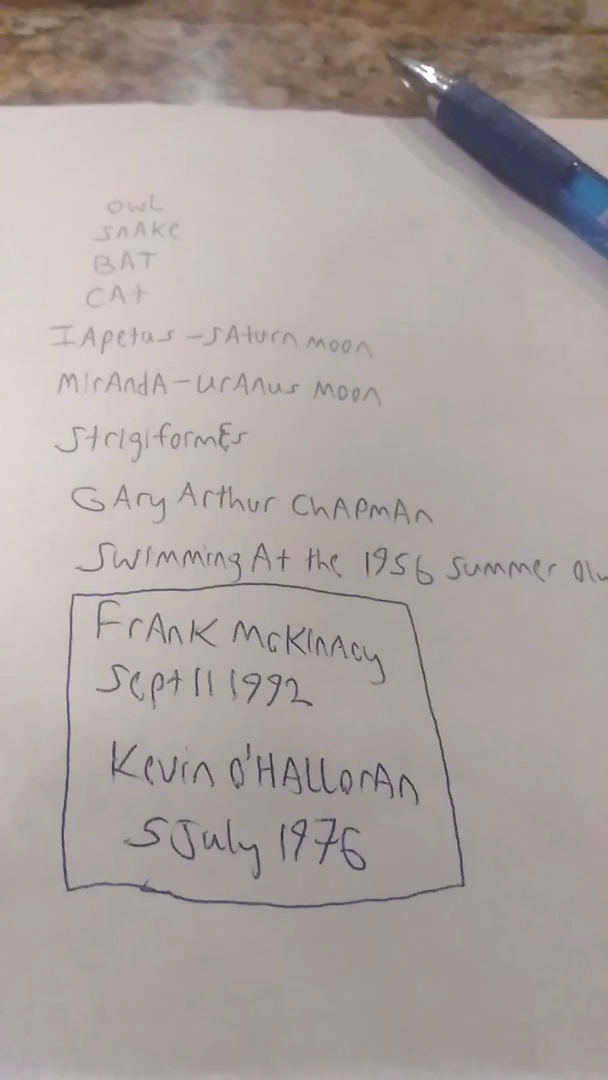 OWL
SNAKE
BAT
CAt
IApetus - SAturn moon
MIrAndA - UrAnus Moon
StrigiformEs
GAry Arthur ChAPmAn
Swimming At the 1956 summer
FrAnK McKInney
Sept 11 1992
Kevin O'HAllorAn
5 July 1976